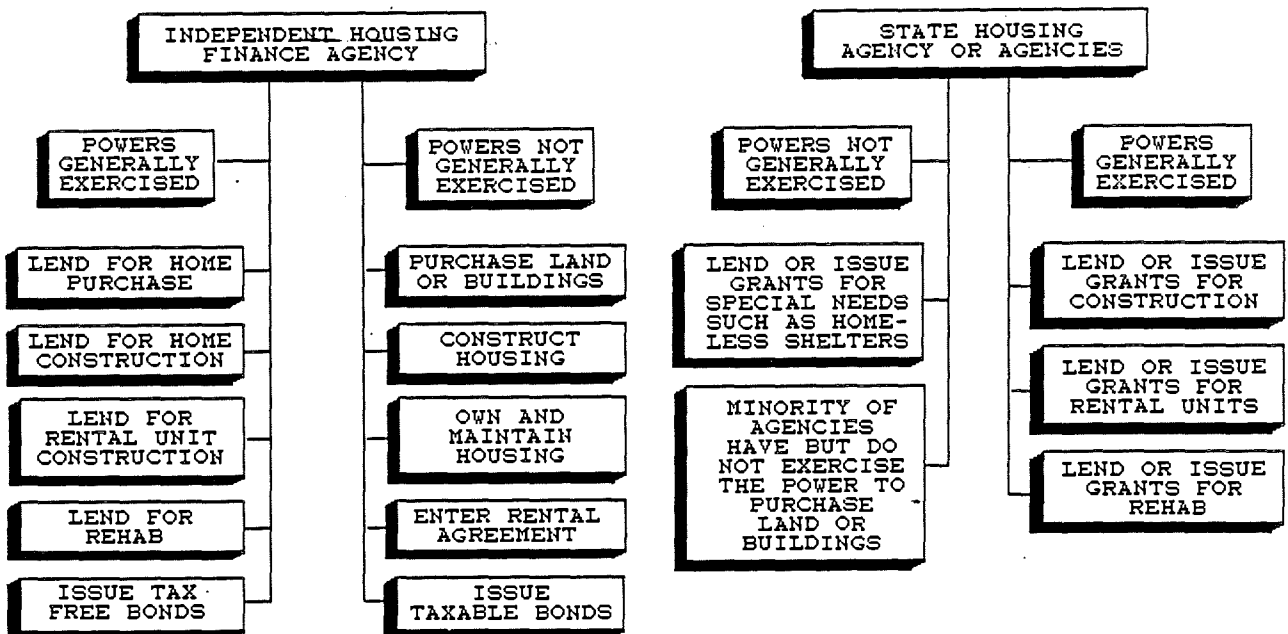 INDEPENDENT HOUSING
FINANCE AGENCY
POWERS
GENERALLY
EXERCISED
POWERS NOT
GENERALLY
EXERCISED
LEND FOR HOME
PURCHASE
LEND FOR HOME
CONSTRUCTION
LEND FOR
RENTAL UNIT
CONSTRUCTION
LEND FOR
REHAB
ISSUE TAX
FREE BONDS
PURCHASE LAND
OR BUILDINGS
CONSTRUCT
HOUSING
OWN AND
MAINTAIN
HOUSING
ENTER RENTAL
AGREEMENT
ISSUE
TAXABLE BONDS
STATE HOUSING
AGENCY OR AGENCIES
POWERS NOT
GENERALLY
EXERCISED
POWERS
GENERALLY
EXERCISED
LEND OR ISSUE
GRANTS FOR
SPECIAL NEEDS
SUCH AS HOME-
LESS SHELTERS
MINORITY OF
AGENCIES
HAVE BUT DO
NOT EXERCISE
THE POWER TO
PURCHASE
LAND OR
BUILDINGS
LEND OR ISSUE
GRANTS FOR
CONSTRUCTION
LEND OR ISSUE
GRANTS FOR
RENTAL UNITS
LEND OR ISSUE
GRANTS FOR
REHAB